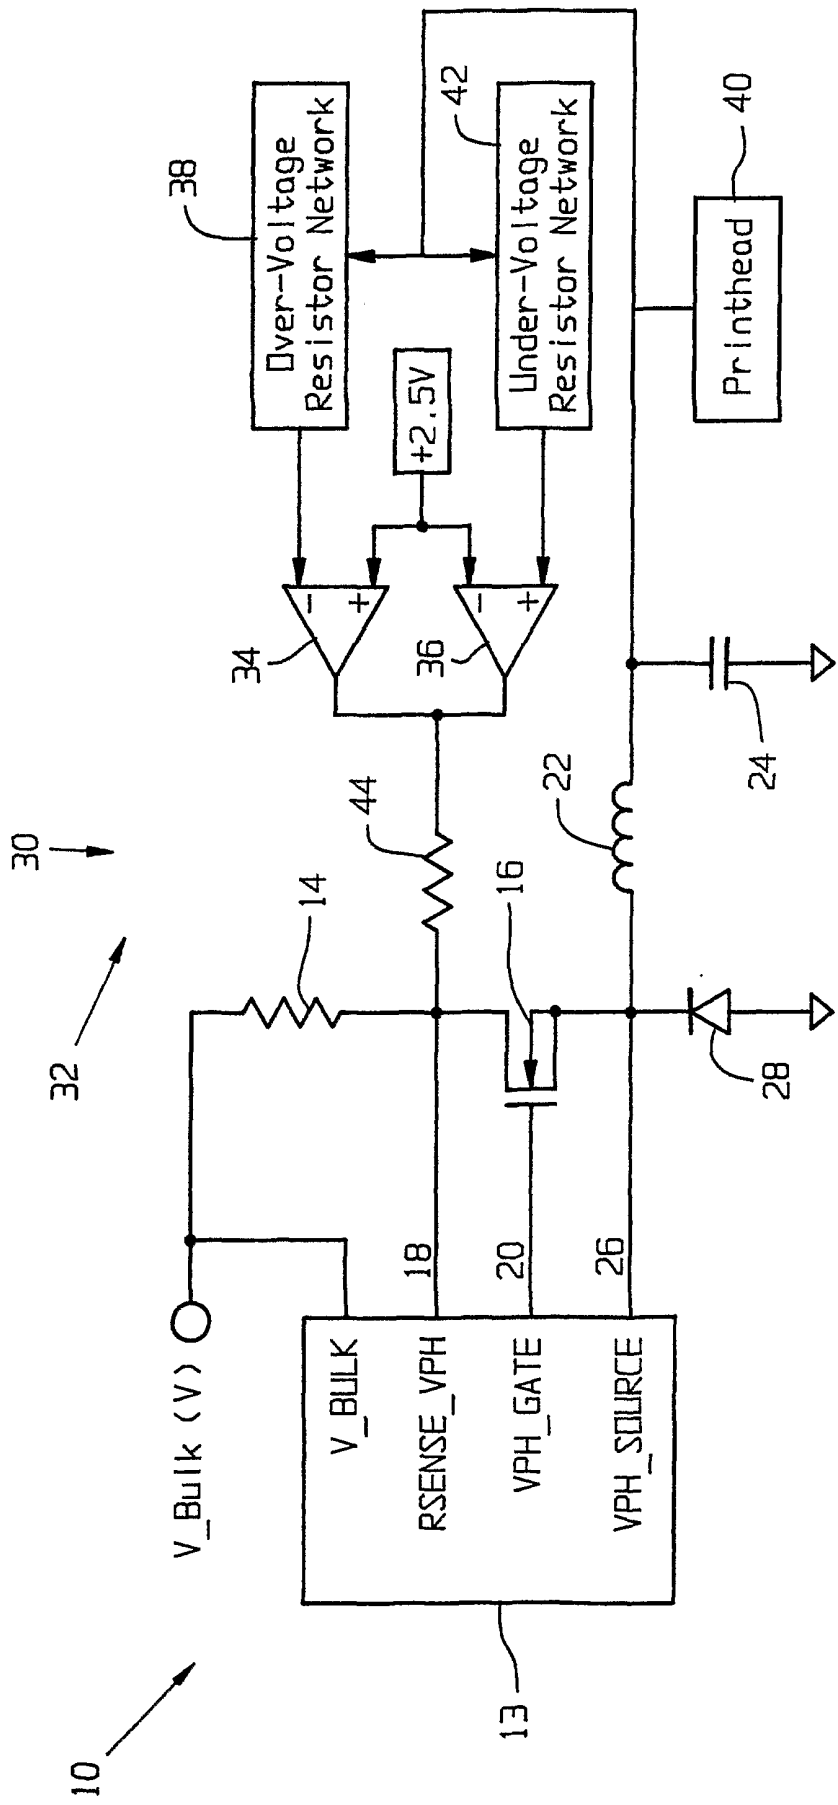 10
32
30
V_Bulk (V)
13
V_BULK
RSENSE_VPH
VPH_GATE
VPH_SOURCE
18
20
26
14
16
44
22
28
24
34
36
-
+
-
+
+2.5V
38
Over-Voltage
Resistor Network
42
Under-Voltage
Resistor Network
40
Printhead